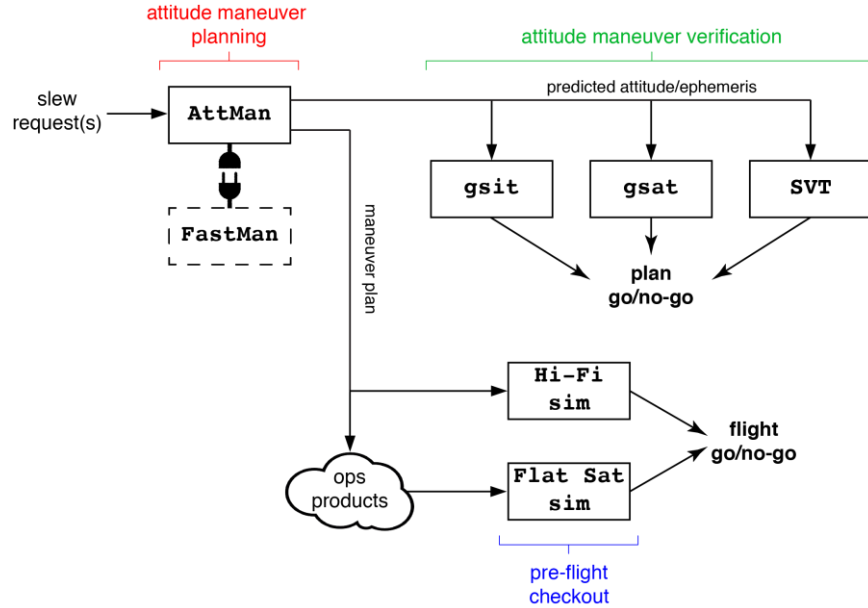 attitude maneuver
planning
attitude maneuver verification
slew
request(s)
AttMan
predicted attitude/ephemeris
gsit
gsat
SVT
FastMan
maneuver plan
plan
go/no-go
Hi-Fi
sim
flight
go/no-go
ops
products
Flat Sat
sim
pre-flight
checkout